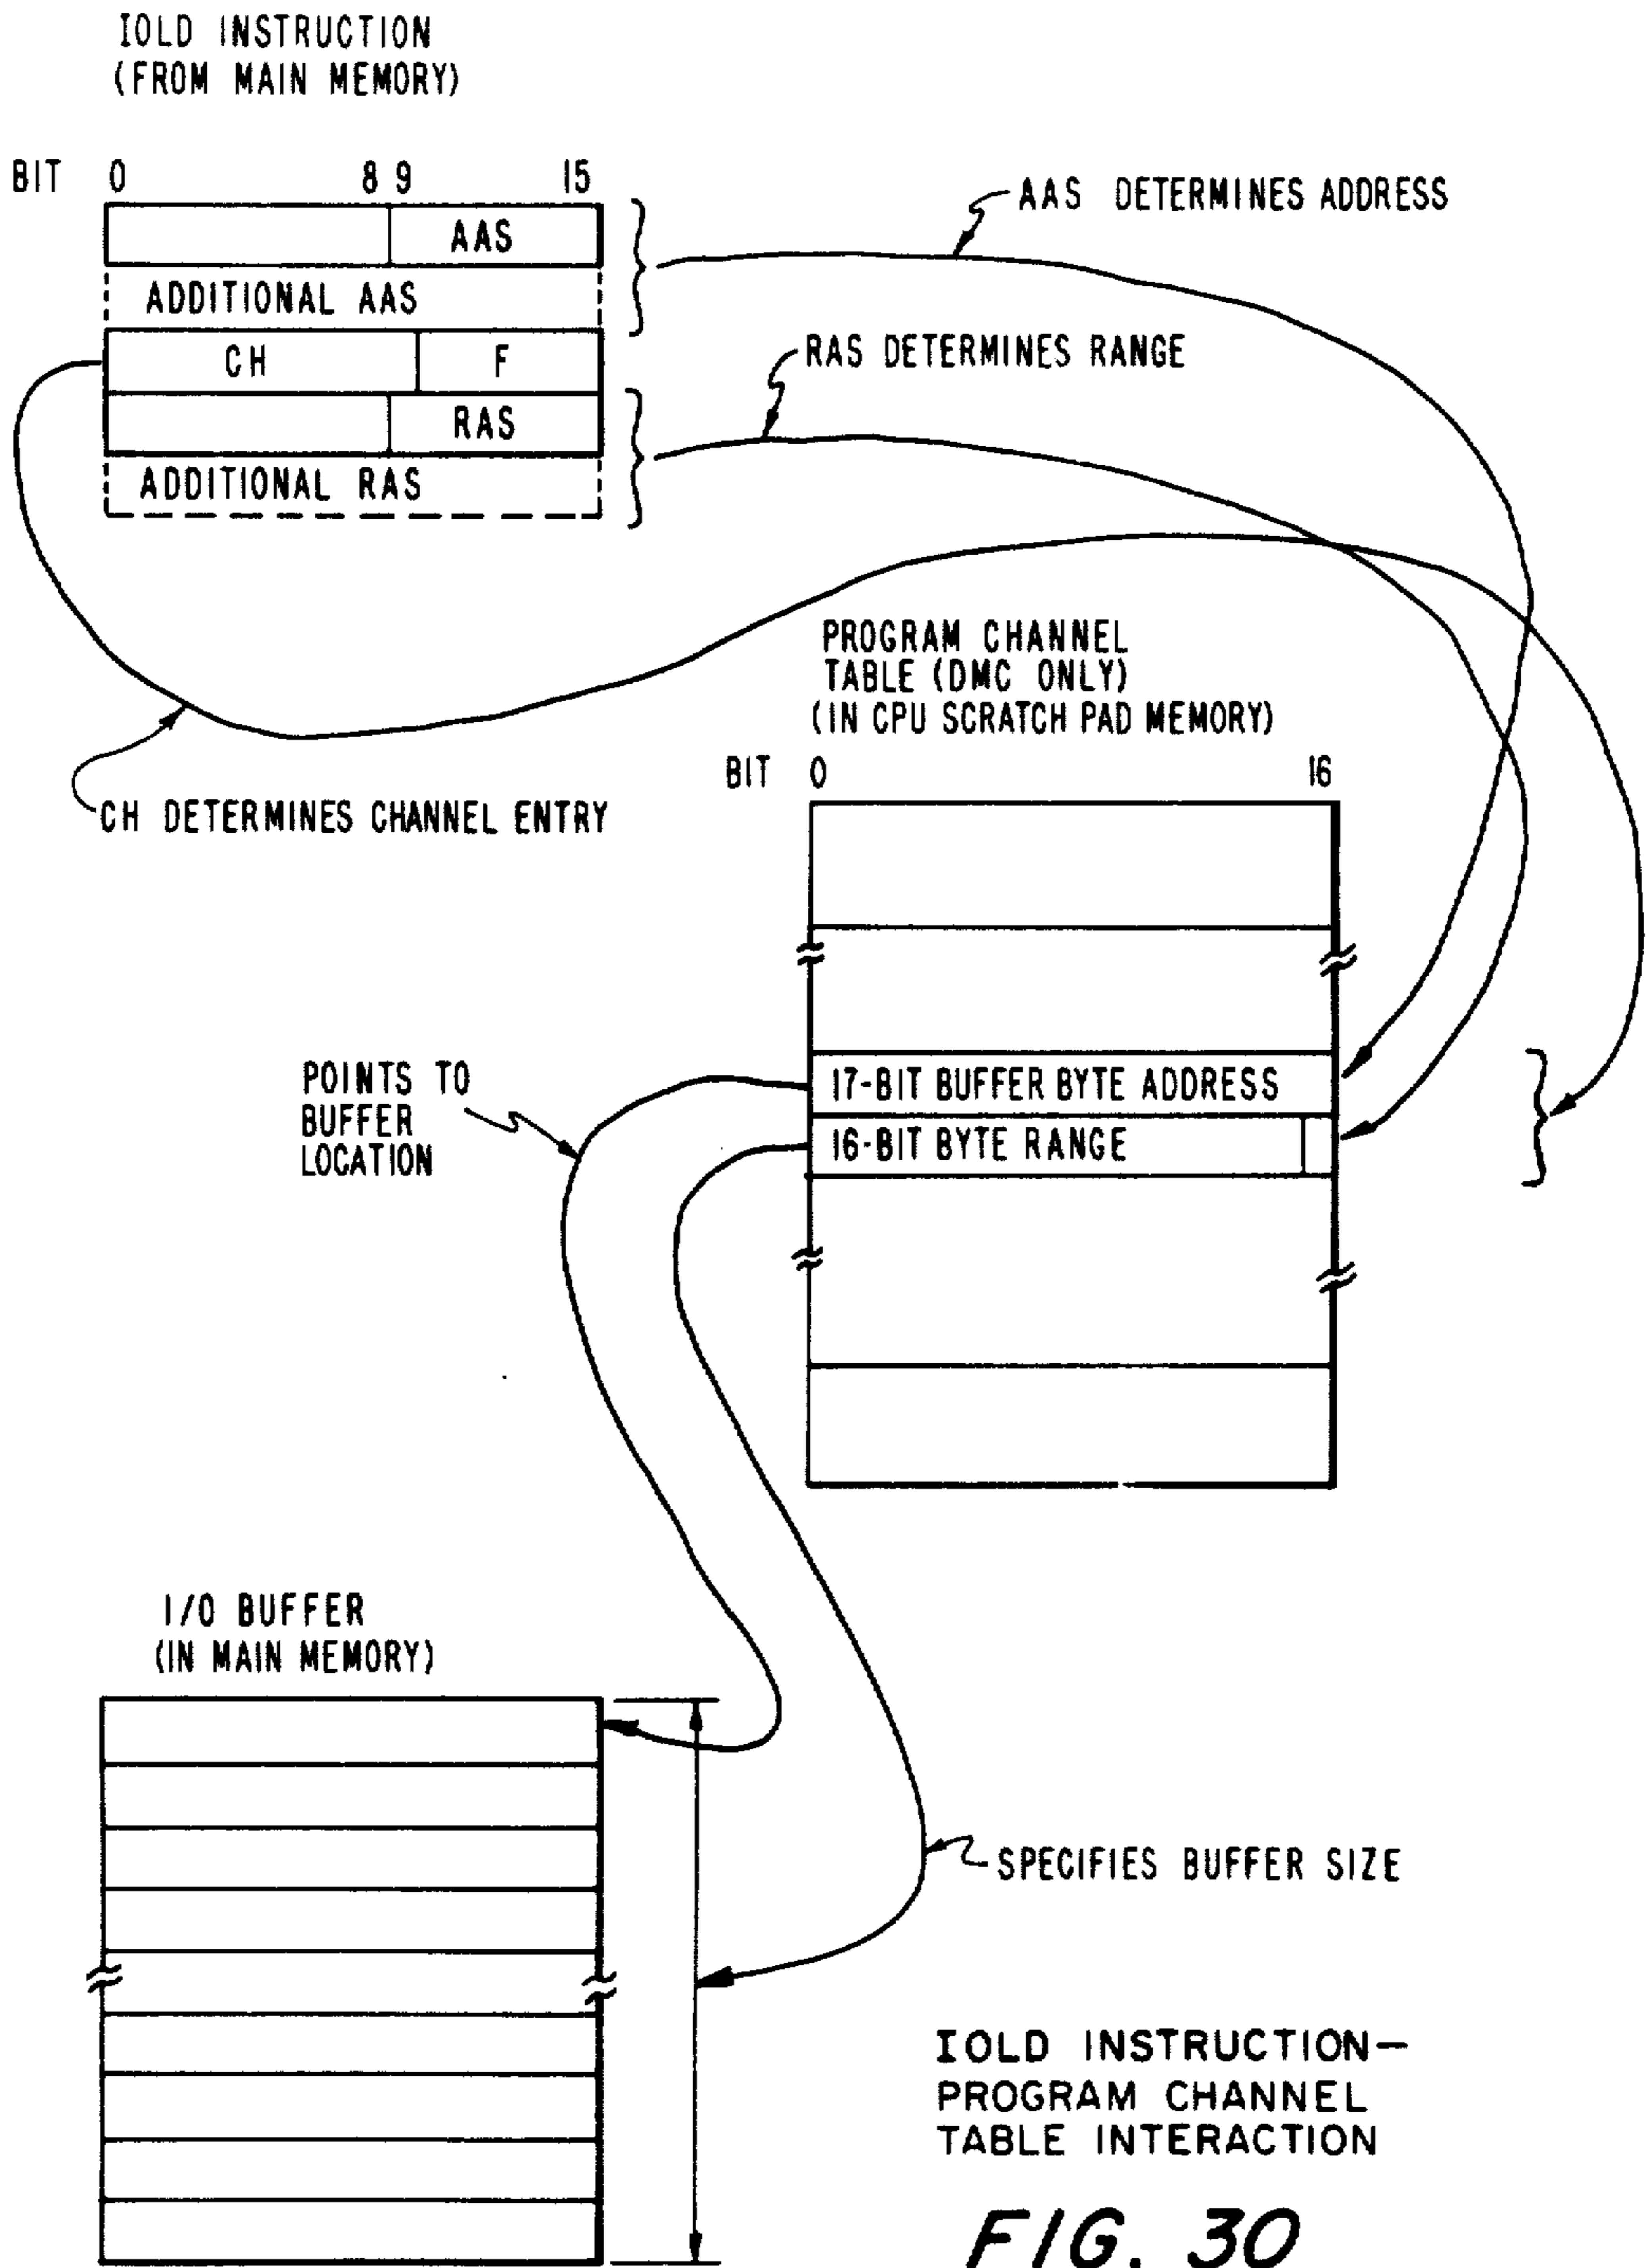 IOLD INSTRUCTION
(FROM MAIN MEMORY)
BIT 0 8 9 15
AAS
ADDITIONAL AAS
CH F
RAS
ADDITIONAL RAS
AAS DETERMINES ADDRESS
RAS DETERMINES RANGE
CH DETERMINES CHANNEL ENTRY
PROGRAM CHANNEL
TABLE (DMC ONLY)
(IN CPU SCRATCH PAD MEMORY)
BIT 0 16
17-BIT BUFFER BYTE ADDRESS
16-BIT BYTE RANGE
POINTS TO
BUFFER
LOCATION
I/O BUFFER
(IN MAIN MEMORY)
SPECIFIES BUFFER SIZE
IOLD INSTRUCTION—
PROGRAM CHANNEL
TABLE INTERACTION
FIG. 30